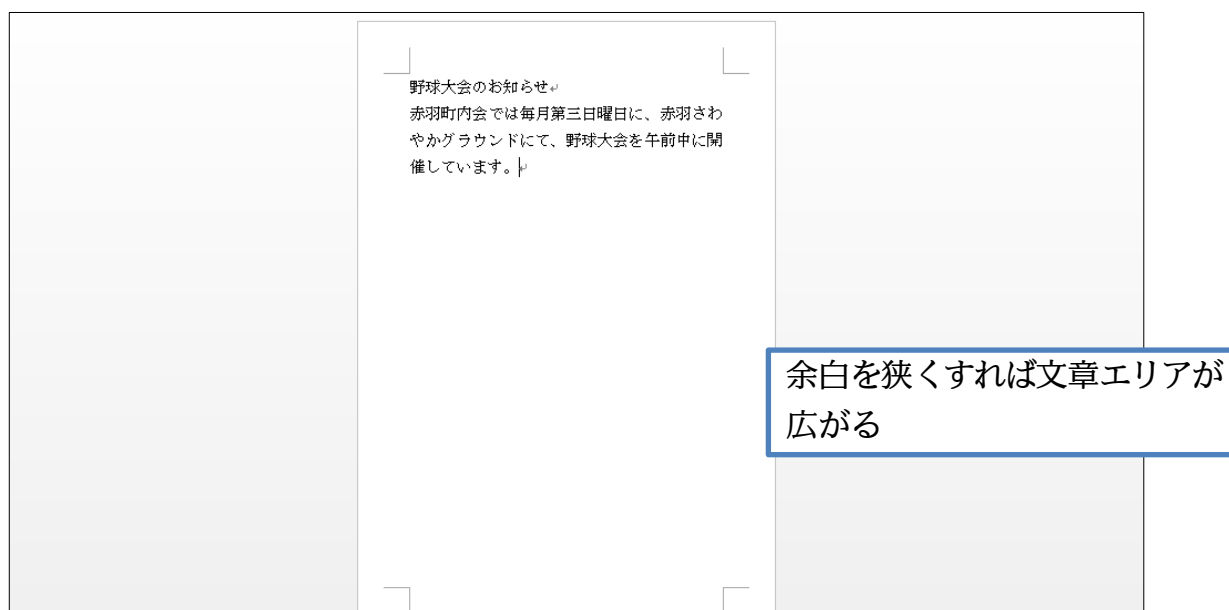 野球大会のお知らせ
赤羽町内会では毎月第三日曜日に、赤羽さわ
やかグラウンドにて、野球大会を午前中に開
催しています。
余白を狭くすれば文章エリアが
広がる